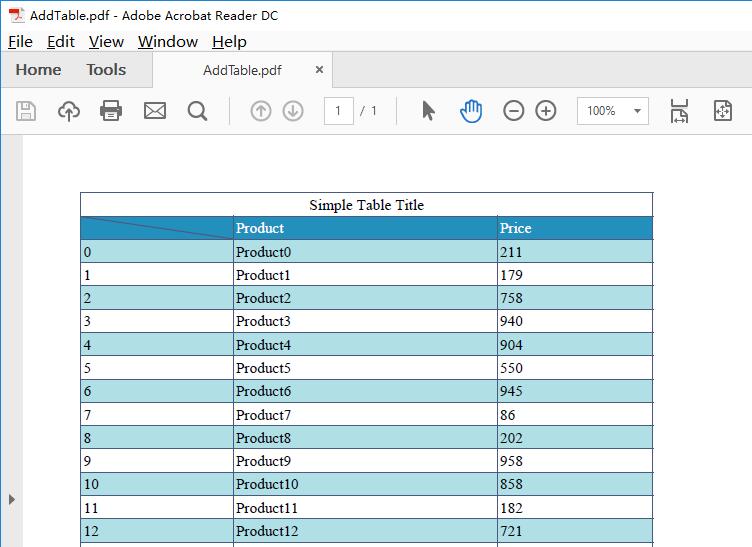 AddTable.pdf - Adobe Acrobat Reader DC
File Edit View Window Help
Home Tools AddTable.pdf ×
1 / 1 100%
Simple Table Title
Product Price
0 Product0 211
1 Product1 179
2 Product2 758
3 Product3 940
4 Product4 904
5 Product5 550
6 Product6 945
7 Product7 86
8 Product8 202
9 Product9 958
10 Product10 858
11 Product11 182
12 Product12 721